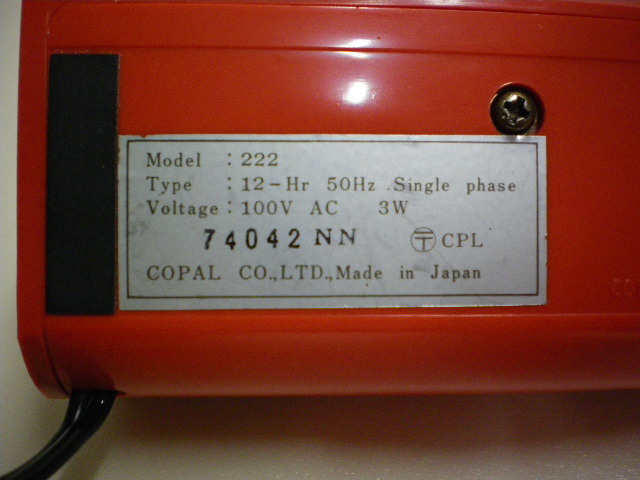 Model : 222
Type : 12-Hr 50Hz Single phase
Voltage : 100V AC 3W
74042 NN 〒 CPL
COPAL CO.,LTD., Made in Japan